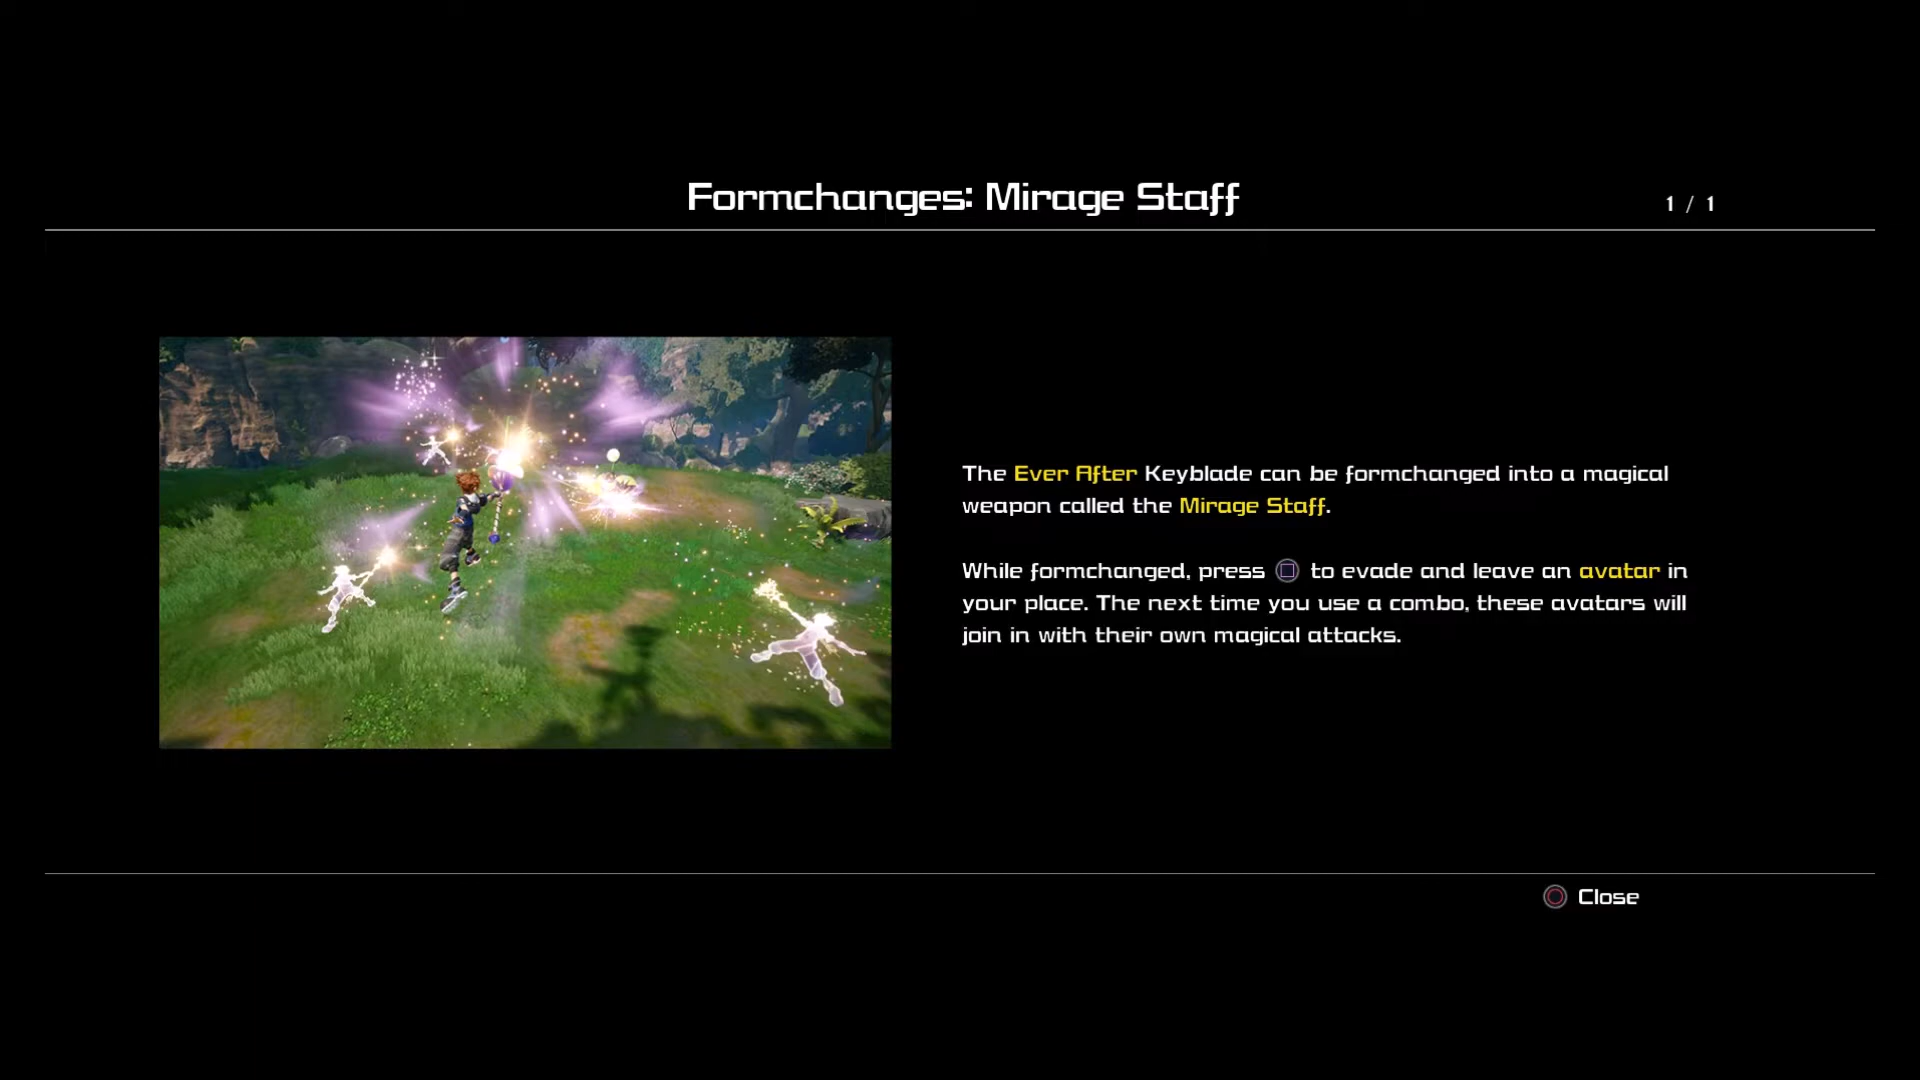 Formchanges: Mirage Staff
1 / 1
The Ever After Keyblade can be formchanged into a magical
weapon called the Mirage Staff.
While formchanged, press to evade and leave an avatar in
your place. The next time you use a combo, these avatars will
join in with their own magical attacks.
Close